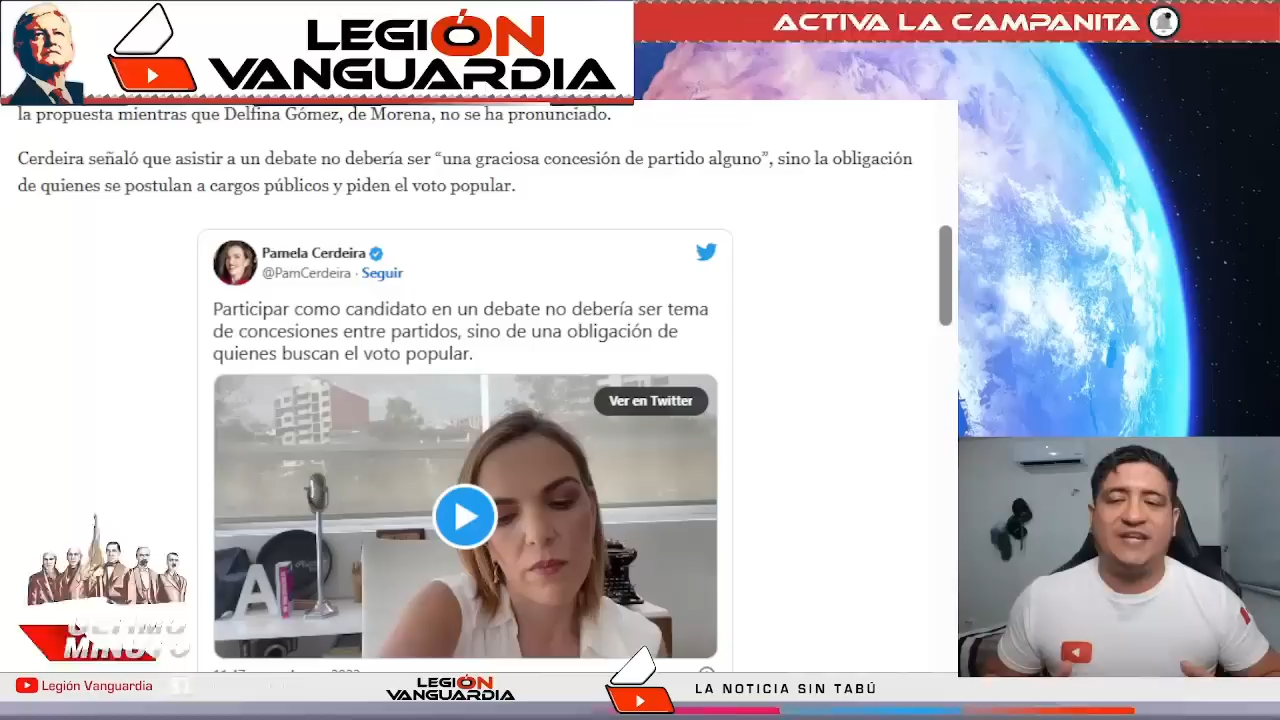 LEGIÓN
VANGUARDIA
ACTIVA LA CAMPANITA
la propuesta mientras que Delfina Gómez, de Morena, no se ha pronunciado.
Cerdeira señaló que asistir a un debate no debería ser “una graciosa concesión de partido alguno”, sino la obligación
de quienes se postulan a cargos públicos y piden el voto popular.
Pamela Cerdeira
@PamCerdeira · Seguir
Participar como candidato en un debate no debería ser tema
de concesiones entre partidos, sino de una obligación de
quienes buscan el voto popular.
Ver en Twitter
A
ÚLTIMO
MINUTO
Legión Vanguardia
LEGIÓN
VANGUARDIA
LA NOTICIA SIN TABÚ